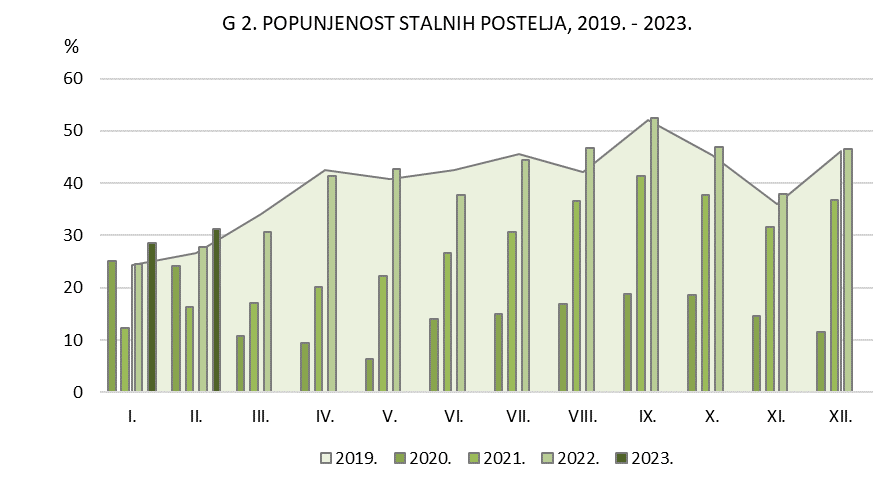 G 2. POPUNJENOST STALNIH POSTELJA, 2019. - 2023.
%
60
50
40
30
20
10
0
I. II. III. IV. V. VI. VII. VIII. IX. X. XI. XII.
2019. 2020. 2021. 2022. 2023.